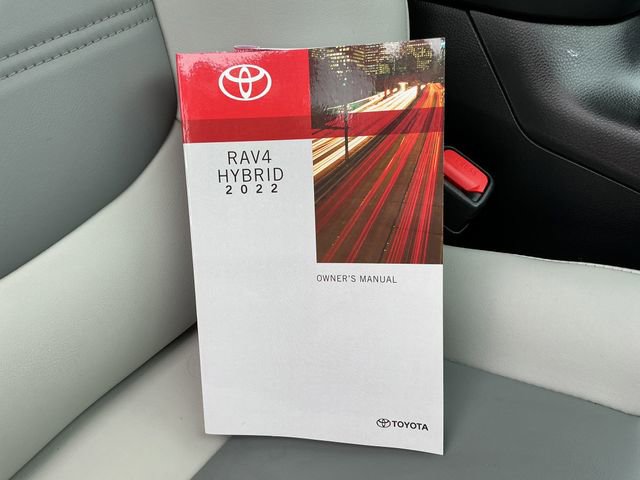 RAV4
HYBRID
2022
OWNER'S MANUAL
TOYOTA